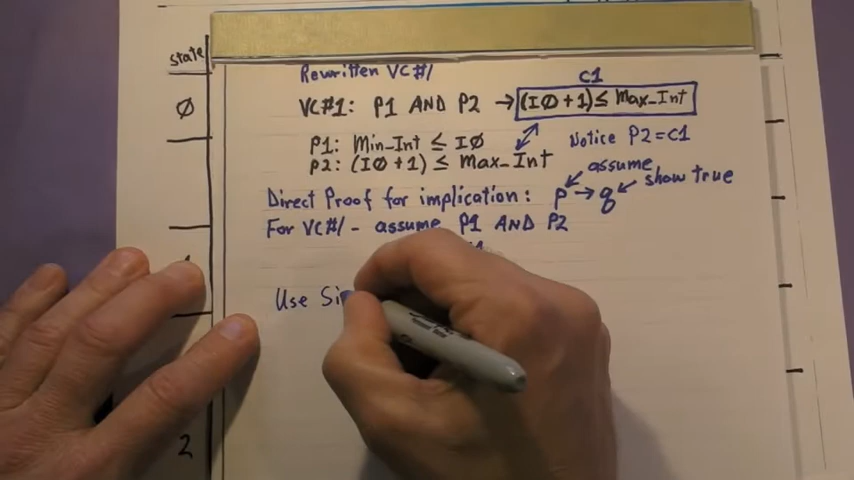 state
Rewritten VC#1
C1
Ø
VC#1: P1 AND P2 → (IØ+1) ≤ Max_Int
P1: Min_Int ≤ IØ
Notice P2=C1
P2: (IØ+1) ≤ Max_Int
assume
Direct Proof for implication: P → q
show true
For VC#1 - assume P1 AND P2
Use
2